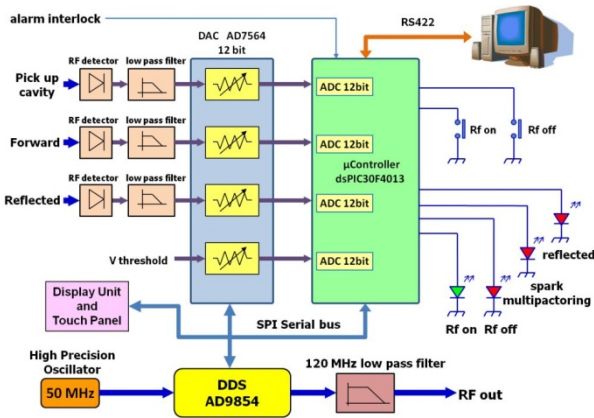 alarm interlock
RS422
DAC AD7564
12 bit
RF detector low pass filter
Pick up
cavity
ADC 12bit
RF detector low pass filter
Forward
ADC 12bit
Rf on
Rf off
µController
dsPIC30F4013
RF detector low pass filter
Reflected
ADC 12bit
reflected
V threshold
ADC 12bit
spark
multipactoring
Display Unit
and
Touch Panel
SPI Serial bus
Rf on Rf off
High Precision
Oscillator
50 MHz
DDS
AD9854
120 MHz low pass filter
RF out